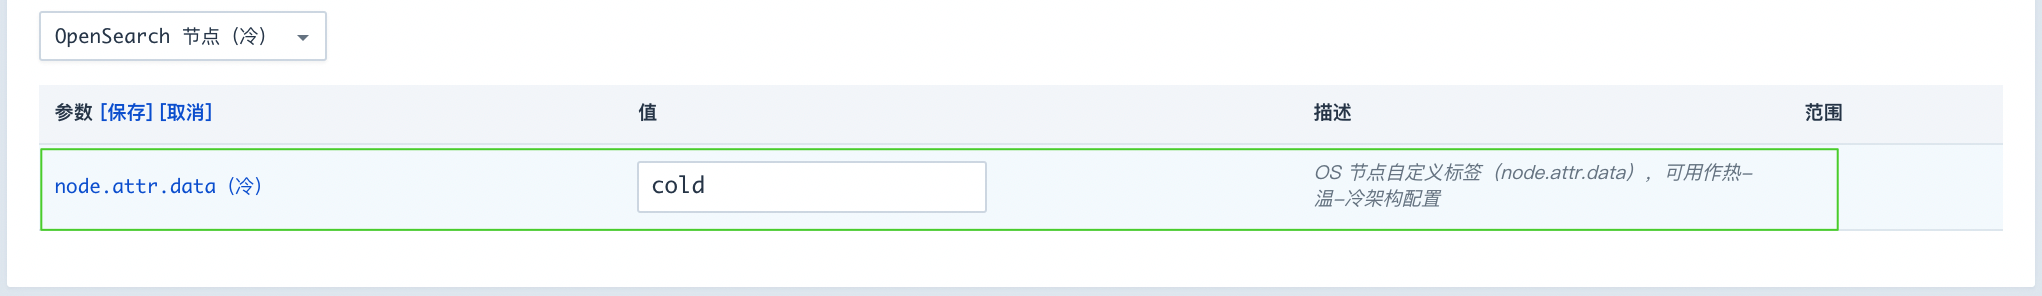 OpenSearch 节点（冷）
参数 [保存] [取消] 值 描述 范围
node.attr.data（冷） cold OS 节点自定义标签（node.attr.data），可用作热-
温-冷架构配置